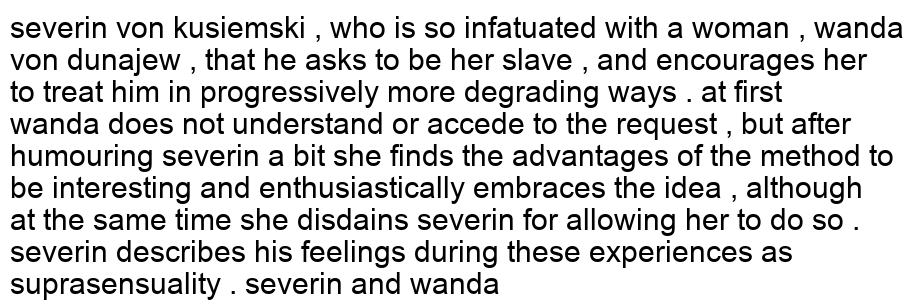 severin von kusiemski , who is so infatuated with a woman , wanda
von dunajew , that he asks to be her slave , and encourages her
to treat him in progressively more degrading ways . at first
wanda does not understand or accede to the request , but after
humouring severin a bit she finds the advantages of the method to
be interesting and enthusiastically embraces the idea , although
at the same time she disdains severin for allowing her to do so .
severin describes his feelings during these experiences as
suprasensuality . severin and wanda